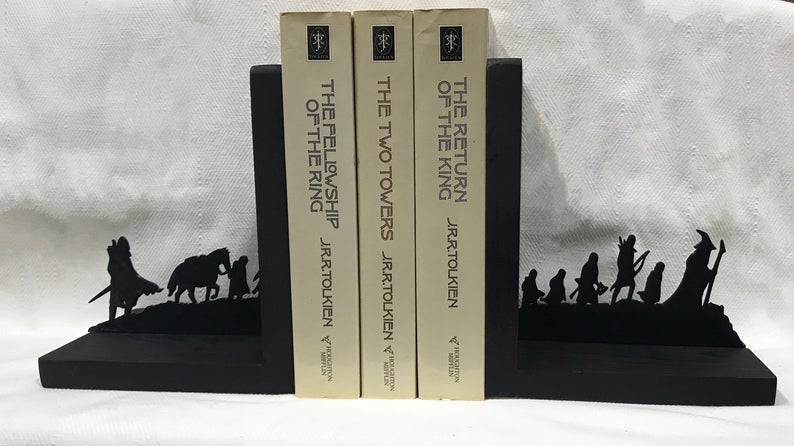 TOLKIEN
THE FELLOWSHIP
OF THE RING
J.R.R. TOLKIEN
HOUGHTON
MIFFLIN
TOLKIEN
THE TWO TOWERS
J.R.R. TOLKIEN
HOUGHTON
MIFFLIN
TOLKIEN
THE RETURN
OF THE KING
J.R.R. TOLKIEN
HOUGHTON
MIFFLIN